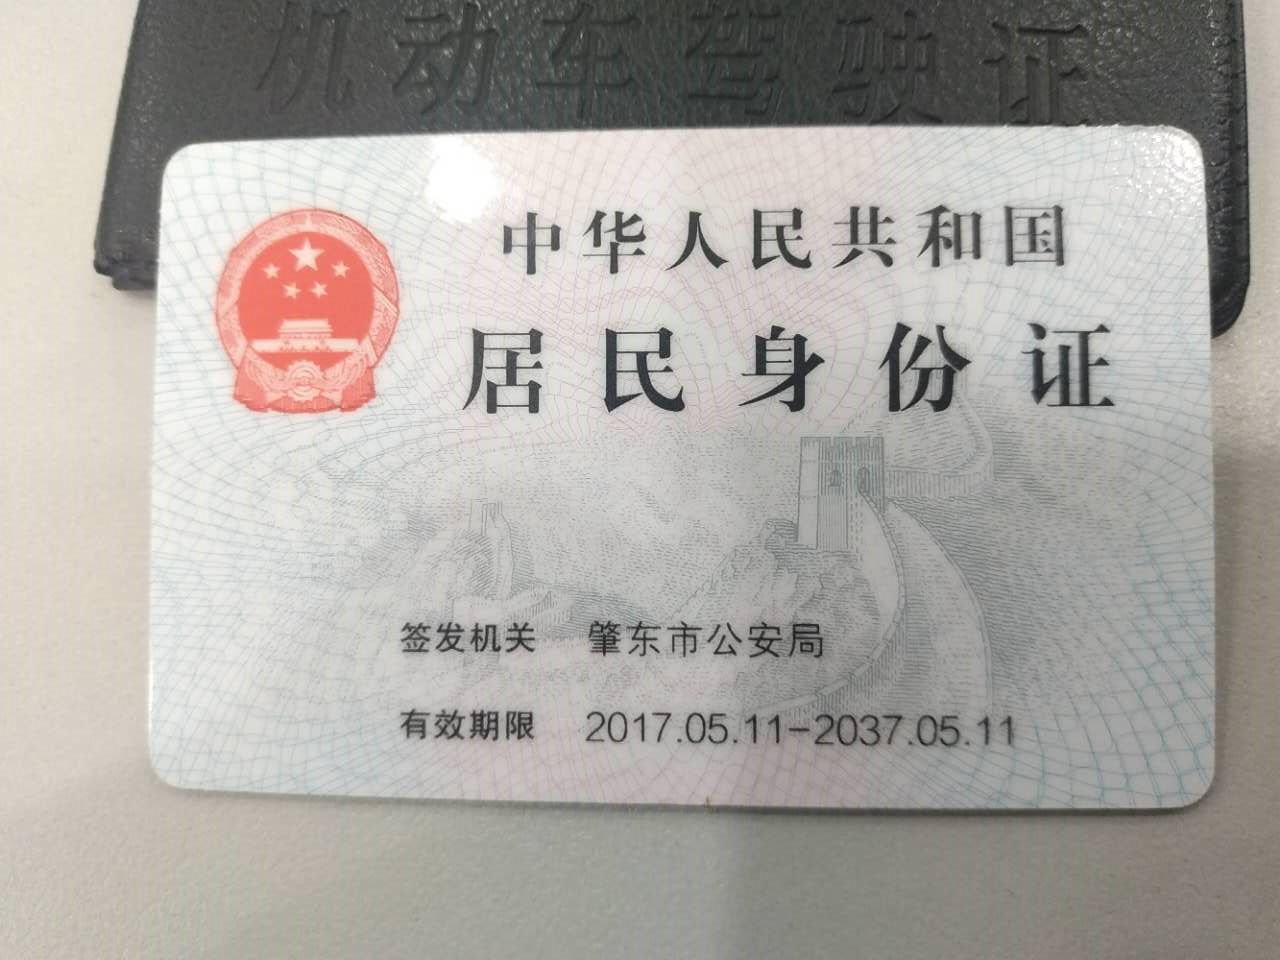 机动车驾驶证
中华人民共和国
居民身份证
签发机关 肇东市公安局
有效期限 2017.05.11-2037.05.11